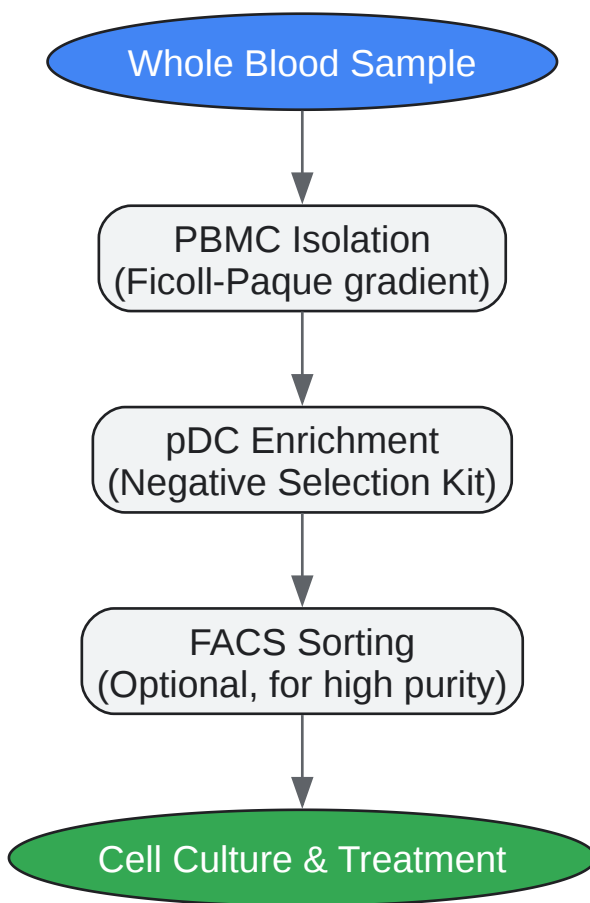 Whole Blood Sample
PBMC Isolation
(Ficoll-Paque gradient)
pDC Enrichment
(Negative Selection Kit)
FACS Sorting
(Optional, for high purity)
Cell Culture & Treatment